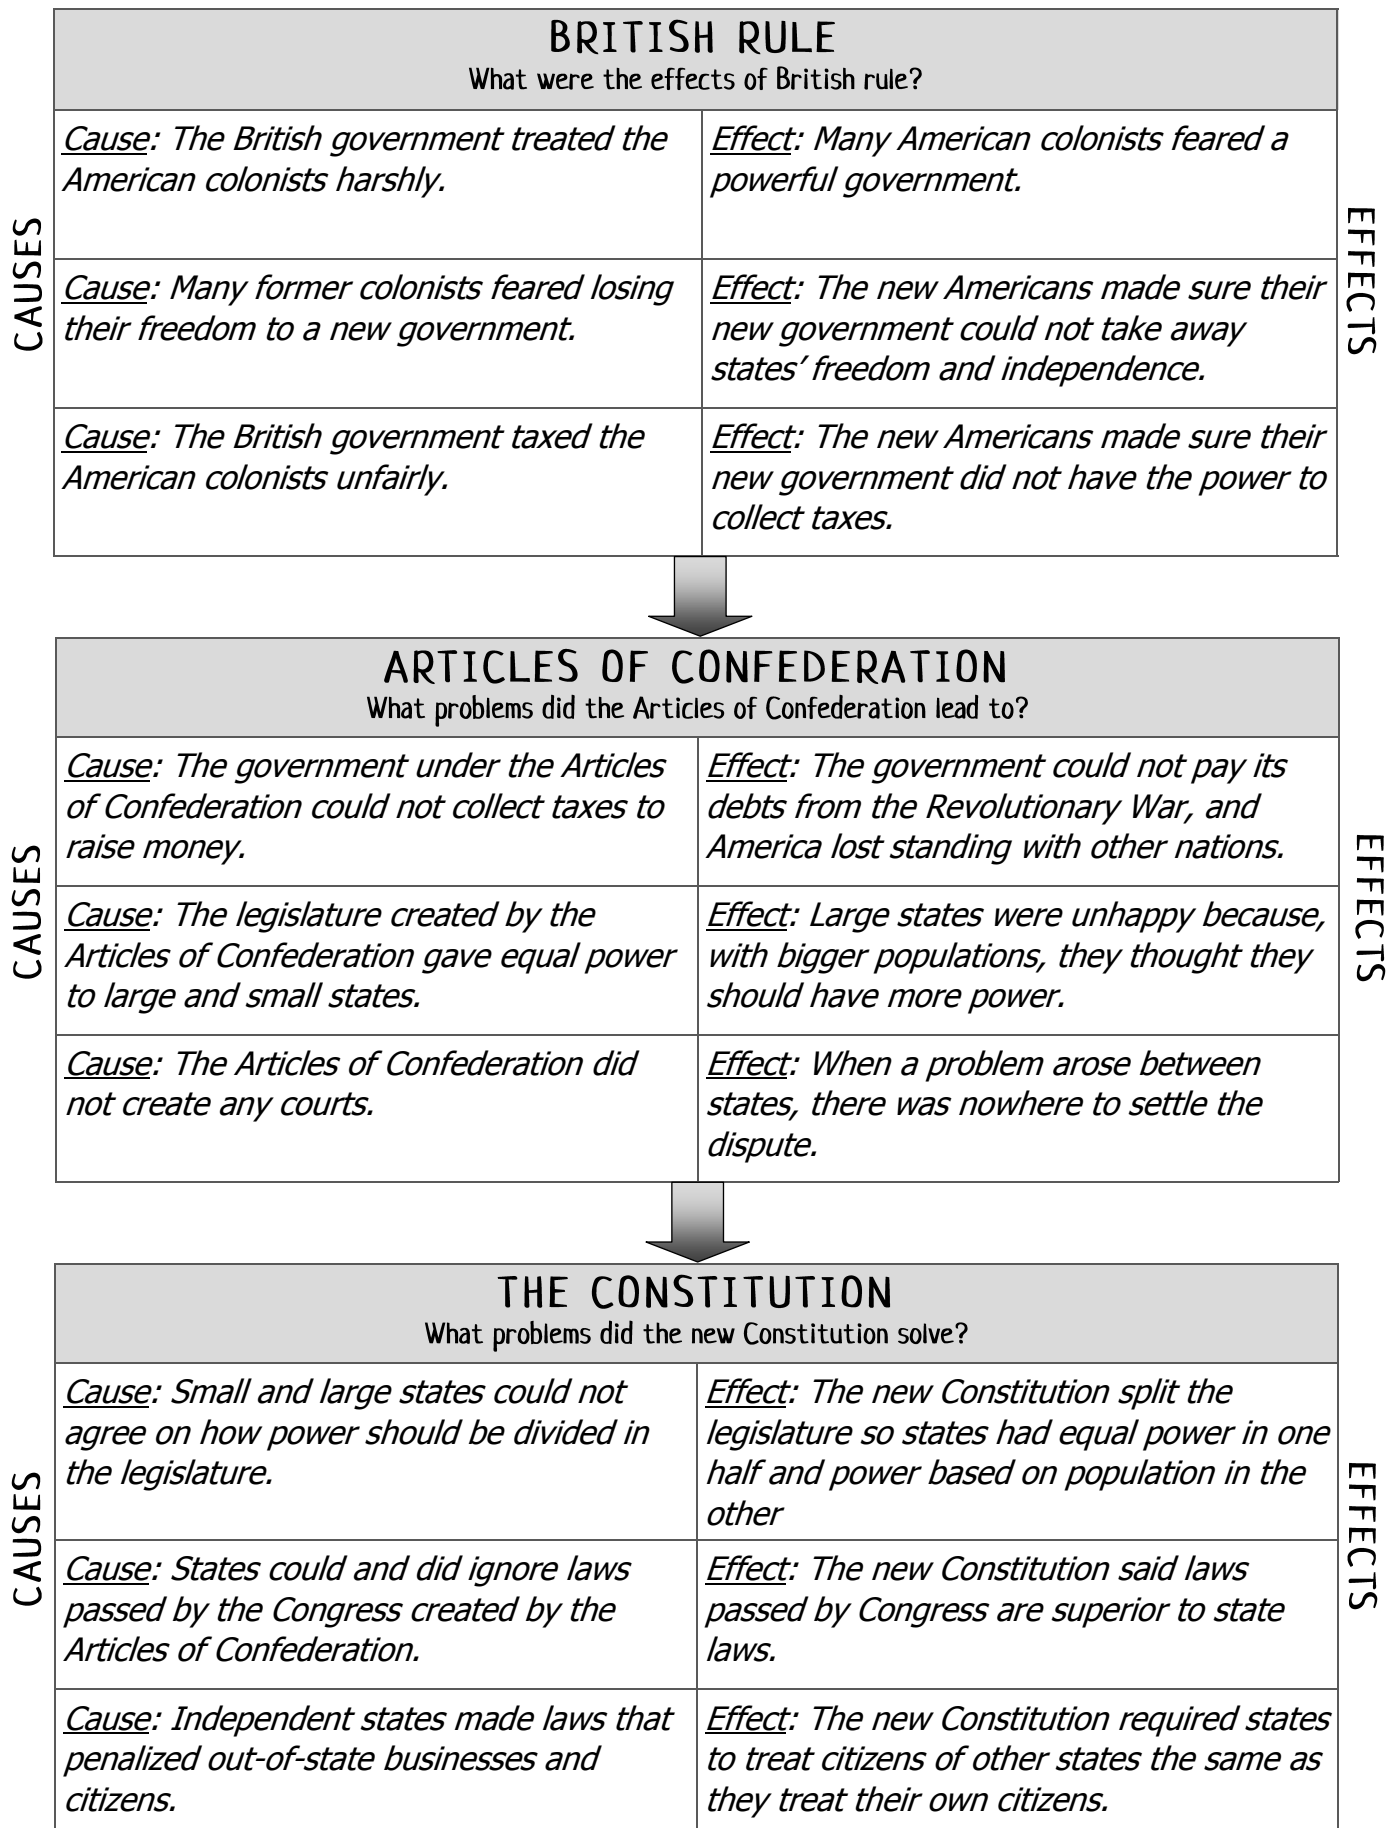 BRITISH RULE
What were the effects of British rule?
CAUSES
Cause: The British government treated the
American colonists harshly.
Effect: Many American colonists feared a
powerful government.
Cause: Many former colonists feared losing
their freedom to a new government.
Effect: The new Americans made sure their
new government could not take away
states’ freedom and independence.
Cause: The British government taxed the
American colonists unfairly.
Effect: The new Americans made sure their
new government did not have the power to
collect taxes.
EFFECTS
ARTICLES OF CONFEDERATION
What problems did the Articles of Confederation lead to?
CAUSES
Cause: The government under the Articles
of Confederation could not collect taxes to
raise money.
Effect: The government could not pay its
debts from the Revolutionary War, and
America lost standing with other nations.
Cause: The legislature created by the
Articles of Confederation gave equal power
to large and small states.
Effect: Large states were unhappy because,
with bigger populations, they thought they
should have more power.
Cause: The Articles of Confederation did
not create any courts.
Effect: When a problem arose between
states, there was nowhere to settle the
dispute.
EFFECTS
THE CONSTITUTION
What problems did the new Constitution solve?
CAUSES
Cause: Small and large states could not
agree on how power should be divided in
the legislature.
Effect: The new Constitution split the
legislature so states had equal power in one
half and power based on population in the
other
Cause: States could and did ignore laws
passed by the Congress created by the
Articles of Confederation.
Effect: The new Constitution said laws
passed by Congress are superior to state
laws.
Cause: Independent states made laws that
penalized out-of-state businesses and
citizens.
Effect: The new Constitution required states
to treat citizens of other states the same as
they treat their own citizens.
EFFECTS